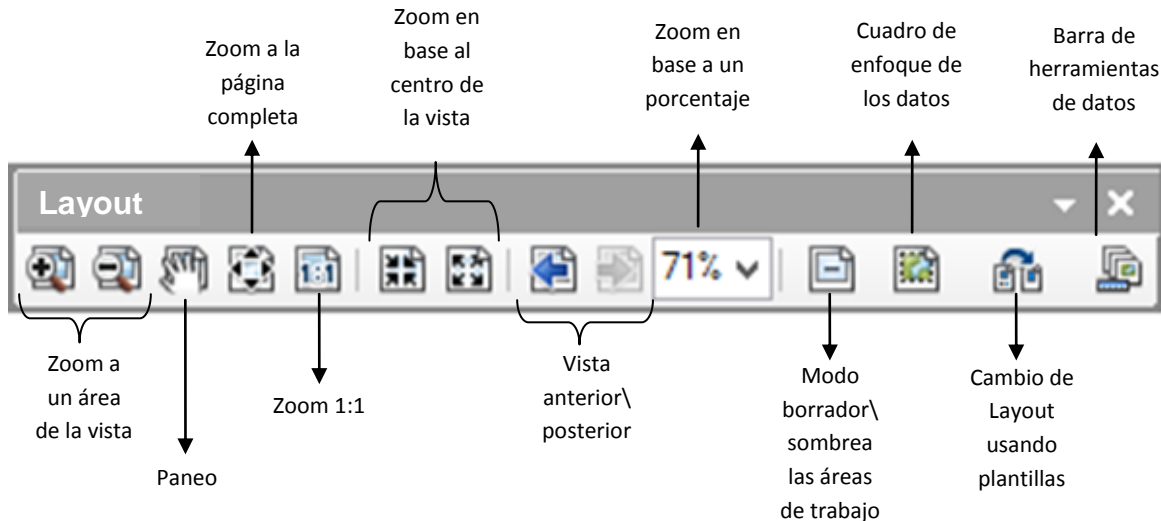 Zoom a la
página
completa
Zoom en
base al
centro de
la vista
Zoom en
base a un
porcentaje
Cuadro de
enfoque de
los datos
Barra de
herramientas
de datos
Layout
1:1
71%
Zoom a
un área
de la vista
Paneo
Zoom 1:1
Vista
anterior\
posterior
Modo
borrador\
sombrea
las áreas
de trabajo
Cambio de
Layout
usando
plantillas